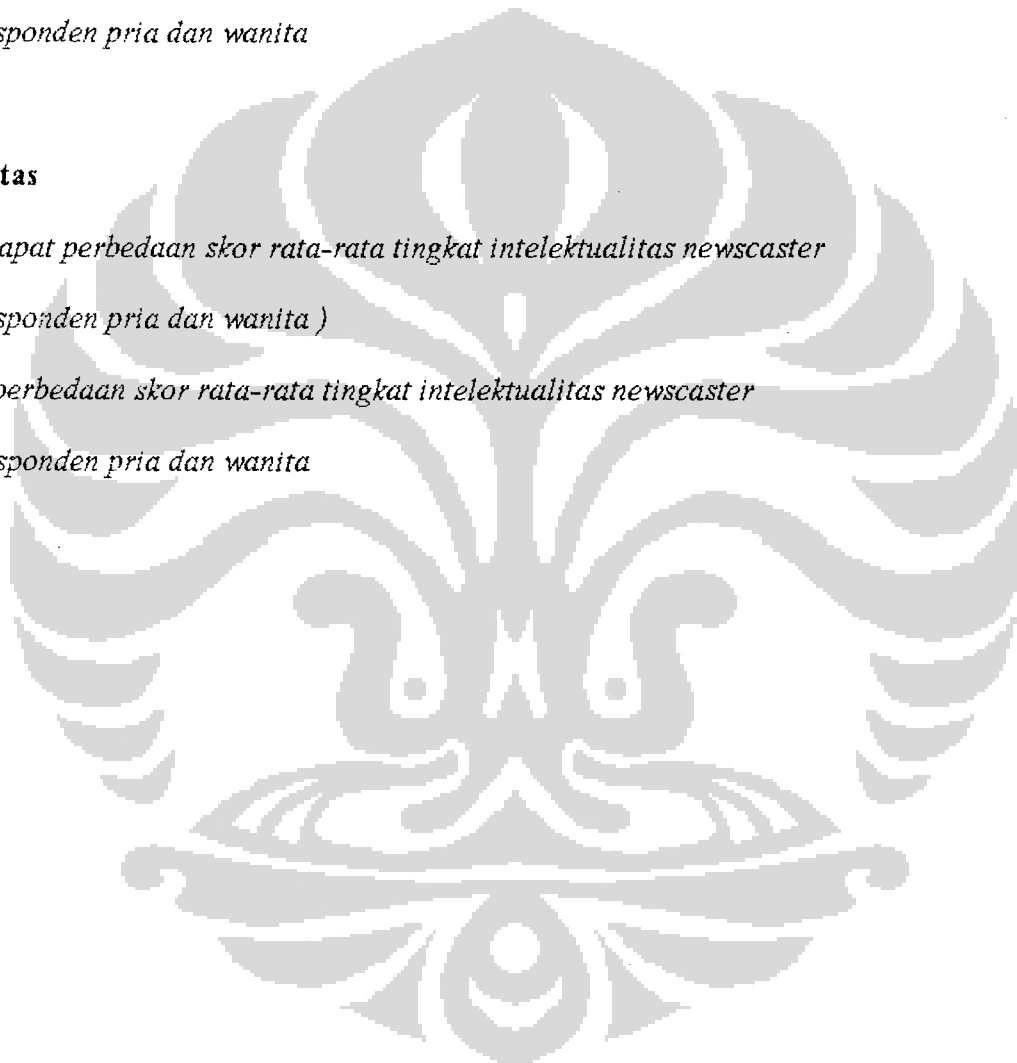 sponden pria dan wanita
tas
apat perbedaan skor rata-rata tingkat intelektualitas newscaster
sponden pria dan wanita )
perbedaan skor rata-rata tingkat intelektualitas newscaster
sponden pria dan wanita